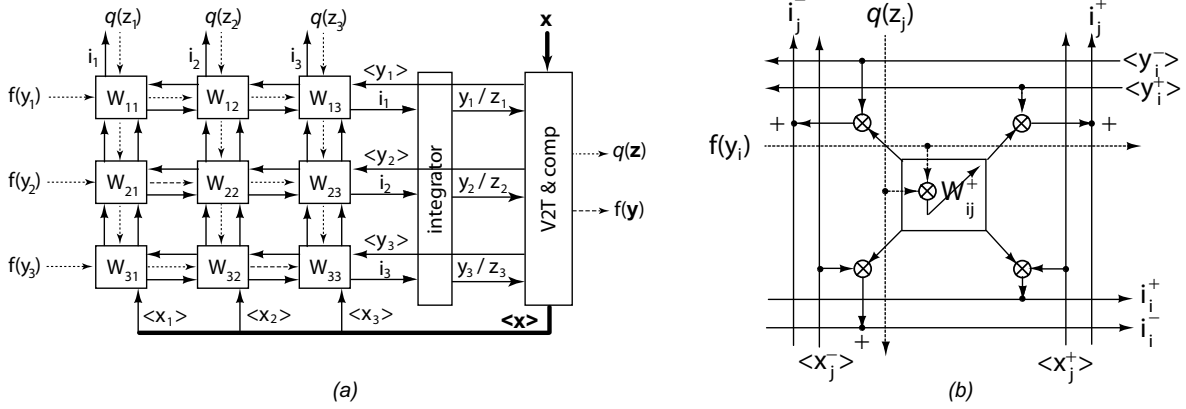 q(z₁) q(z₂) q(z₃) x
i₁ i₂ i₃
<y₁>
f(y₁) W₁₁ W₁₂ W₁₃ i₁ y₁ / z₁
<y₂>
f(y₂) W₂₁ W₂₂ W₂₃ i₂ y₂ / z₂
q(z)
f(y)
integrator
V2T & comp
<y₃>
f(y₃) W₃₁ W₃₂ W₃₃ i₃ y₃ / z₃
<x₁> <x₂> <x₃> <x>
(a)
i⁻ⱼ q(zⱼ) i⁺ⱼ
<y⁻ᵢ>
<y⁺ᵢ>
+ +
f(yᵢ)
W⁺ᵢⱼ
i⁺ᵢ
+ i⁻ᵢ
<x⁻ⱼ> <x⁺ⱼ>
(b)